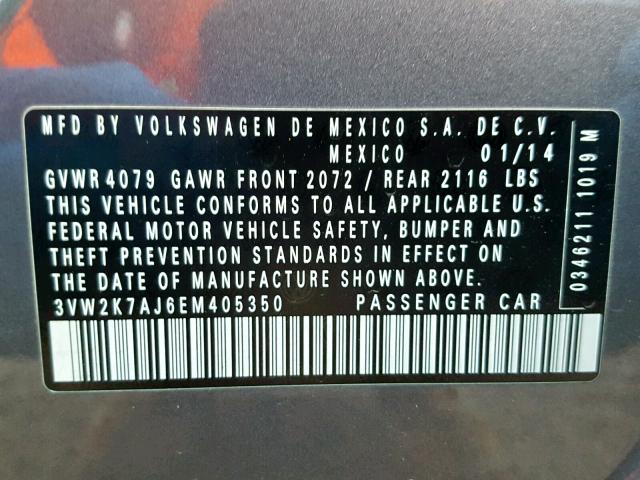 MFD BY VOLKSWAGEN DE MEXICO S.A. DE C.V.
MEXICO 01/14
GVWR 4079 GAWR FRONT 2072 / REAR 2116 LBS
THIS VEHICLE CONFORMS TO ALL APPLICABLE U.S.
FEDERAL MOTOR VEHICLE SAFETY, BUMPER AND
THEFT PREVENTION STANDARDS IN EFFECT ON
THE DATE OF MANUFACTURE SHOWN ABOVE.
3VW2K7AJ6EM405350 PASSENGER CAR
0346211 1019 M